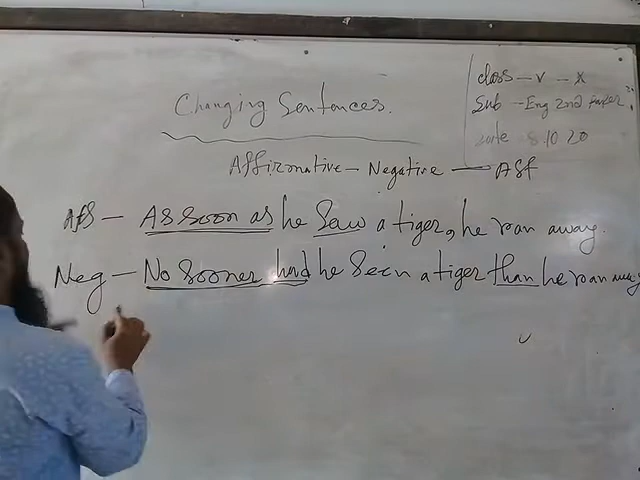 Changing Sentences.
class - V - X
Sub - Eng 2nd paper
Date 8.10.20
Affirmative - Negative - Asf
Aff - As soon as he saw a tiger, he ran away.
Neg - No sooner had he seen a tiger than he ran away